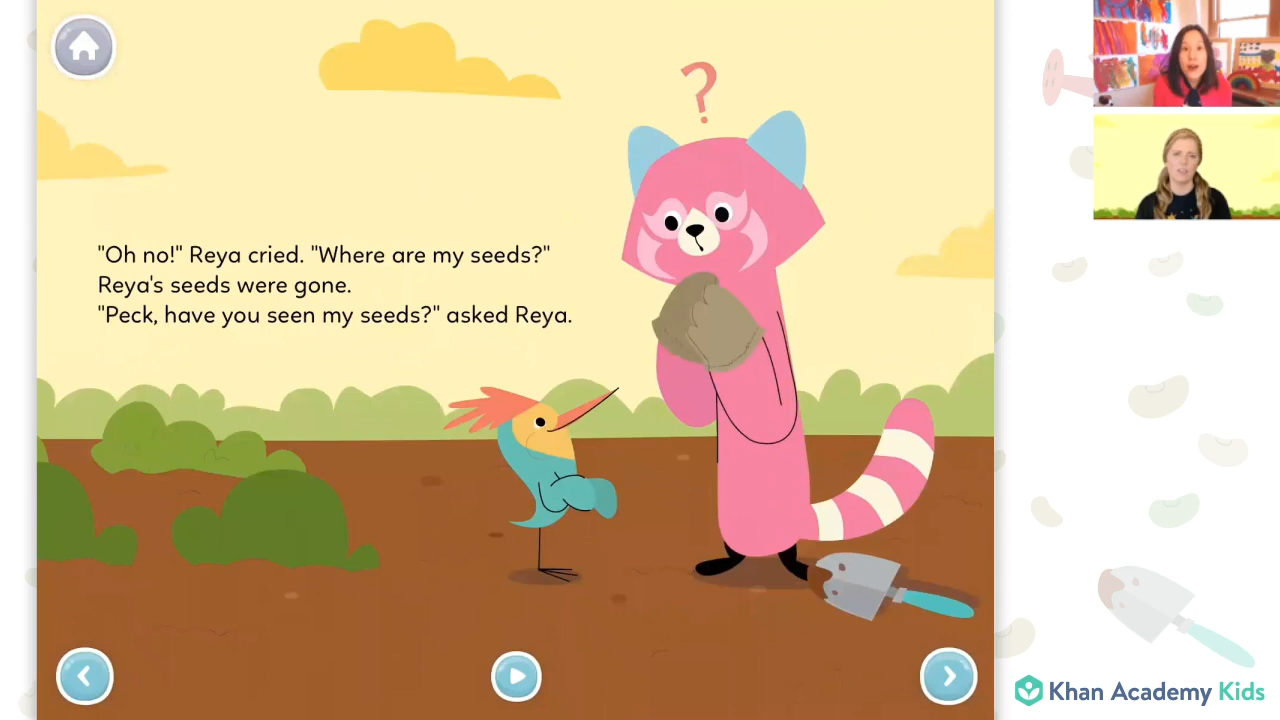 ?
"Oh no!" Reya cried. "Where are my seeds?"
Reya's seeds were gone.
"Peck, have you seen my seeds?" asked Reya.
Khan Academy Kids